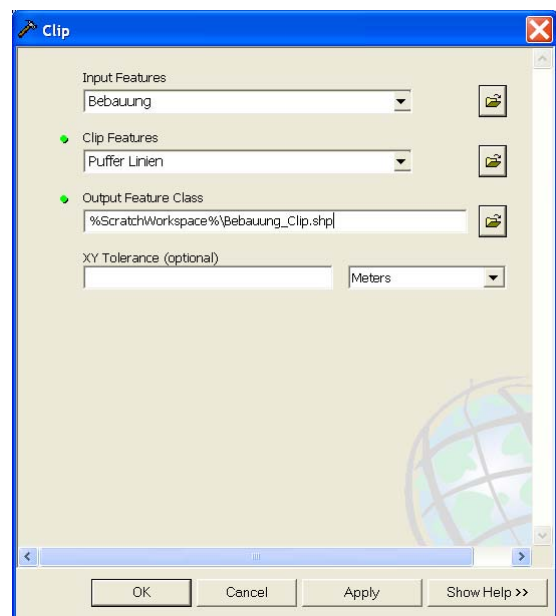 Clip
Input Features
Bebauung
Clip Features
Puffer Linien
Output Feature Class
%ScratchWorkspace%\Bebauung_Clip.shp
XY Tolerance (optional)
Meters
OK Cancel Apply Show Help >>